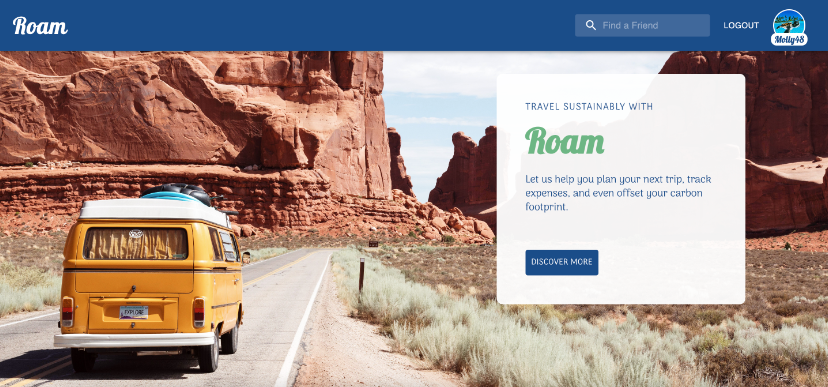 Roam
Find a Friend
LOGOUT
Molly48
TRAVEL SUSTAINABLY WITH
Roam
Let us help you plan your next trip, track
expenses, and even offset your carbon
footprint.
DISCOVER MORE
EXPLORE